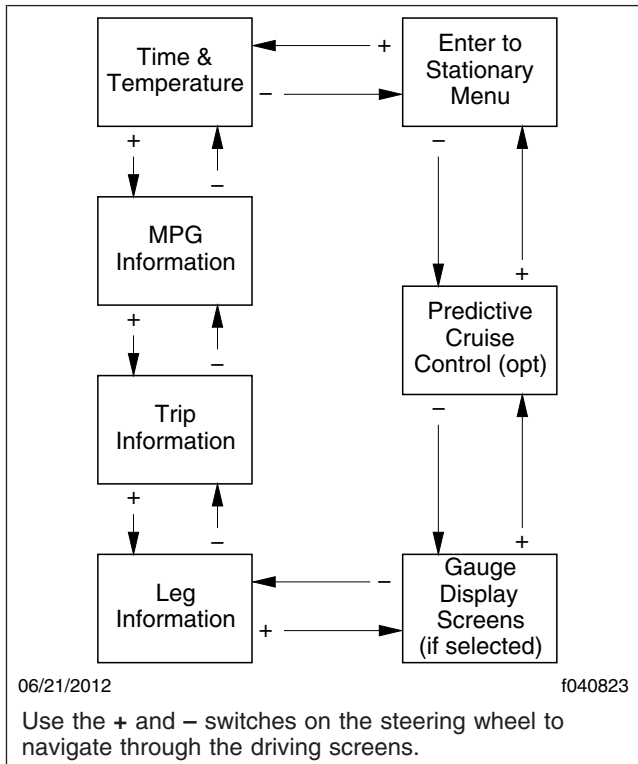 Time &
Temperature
+
–
Enter to
Stationary
Menu
+
–
–
+
MPG
Information
Predictive
Cruise
Control (opt)
+
–
Trip
Information
–
+
+
–
Leg
Information
–
+
Gauge
Display
Screens
(if selected)
06/21/2012
f040823
Use the + and – switches on the steering wheel to
navigate through the driving screens.